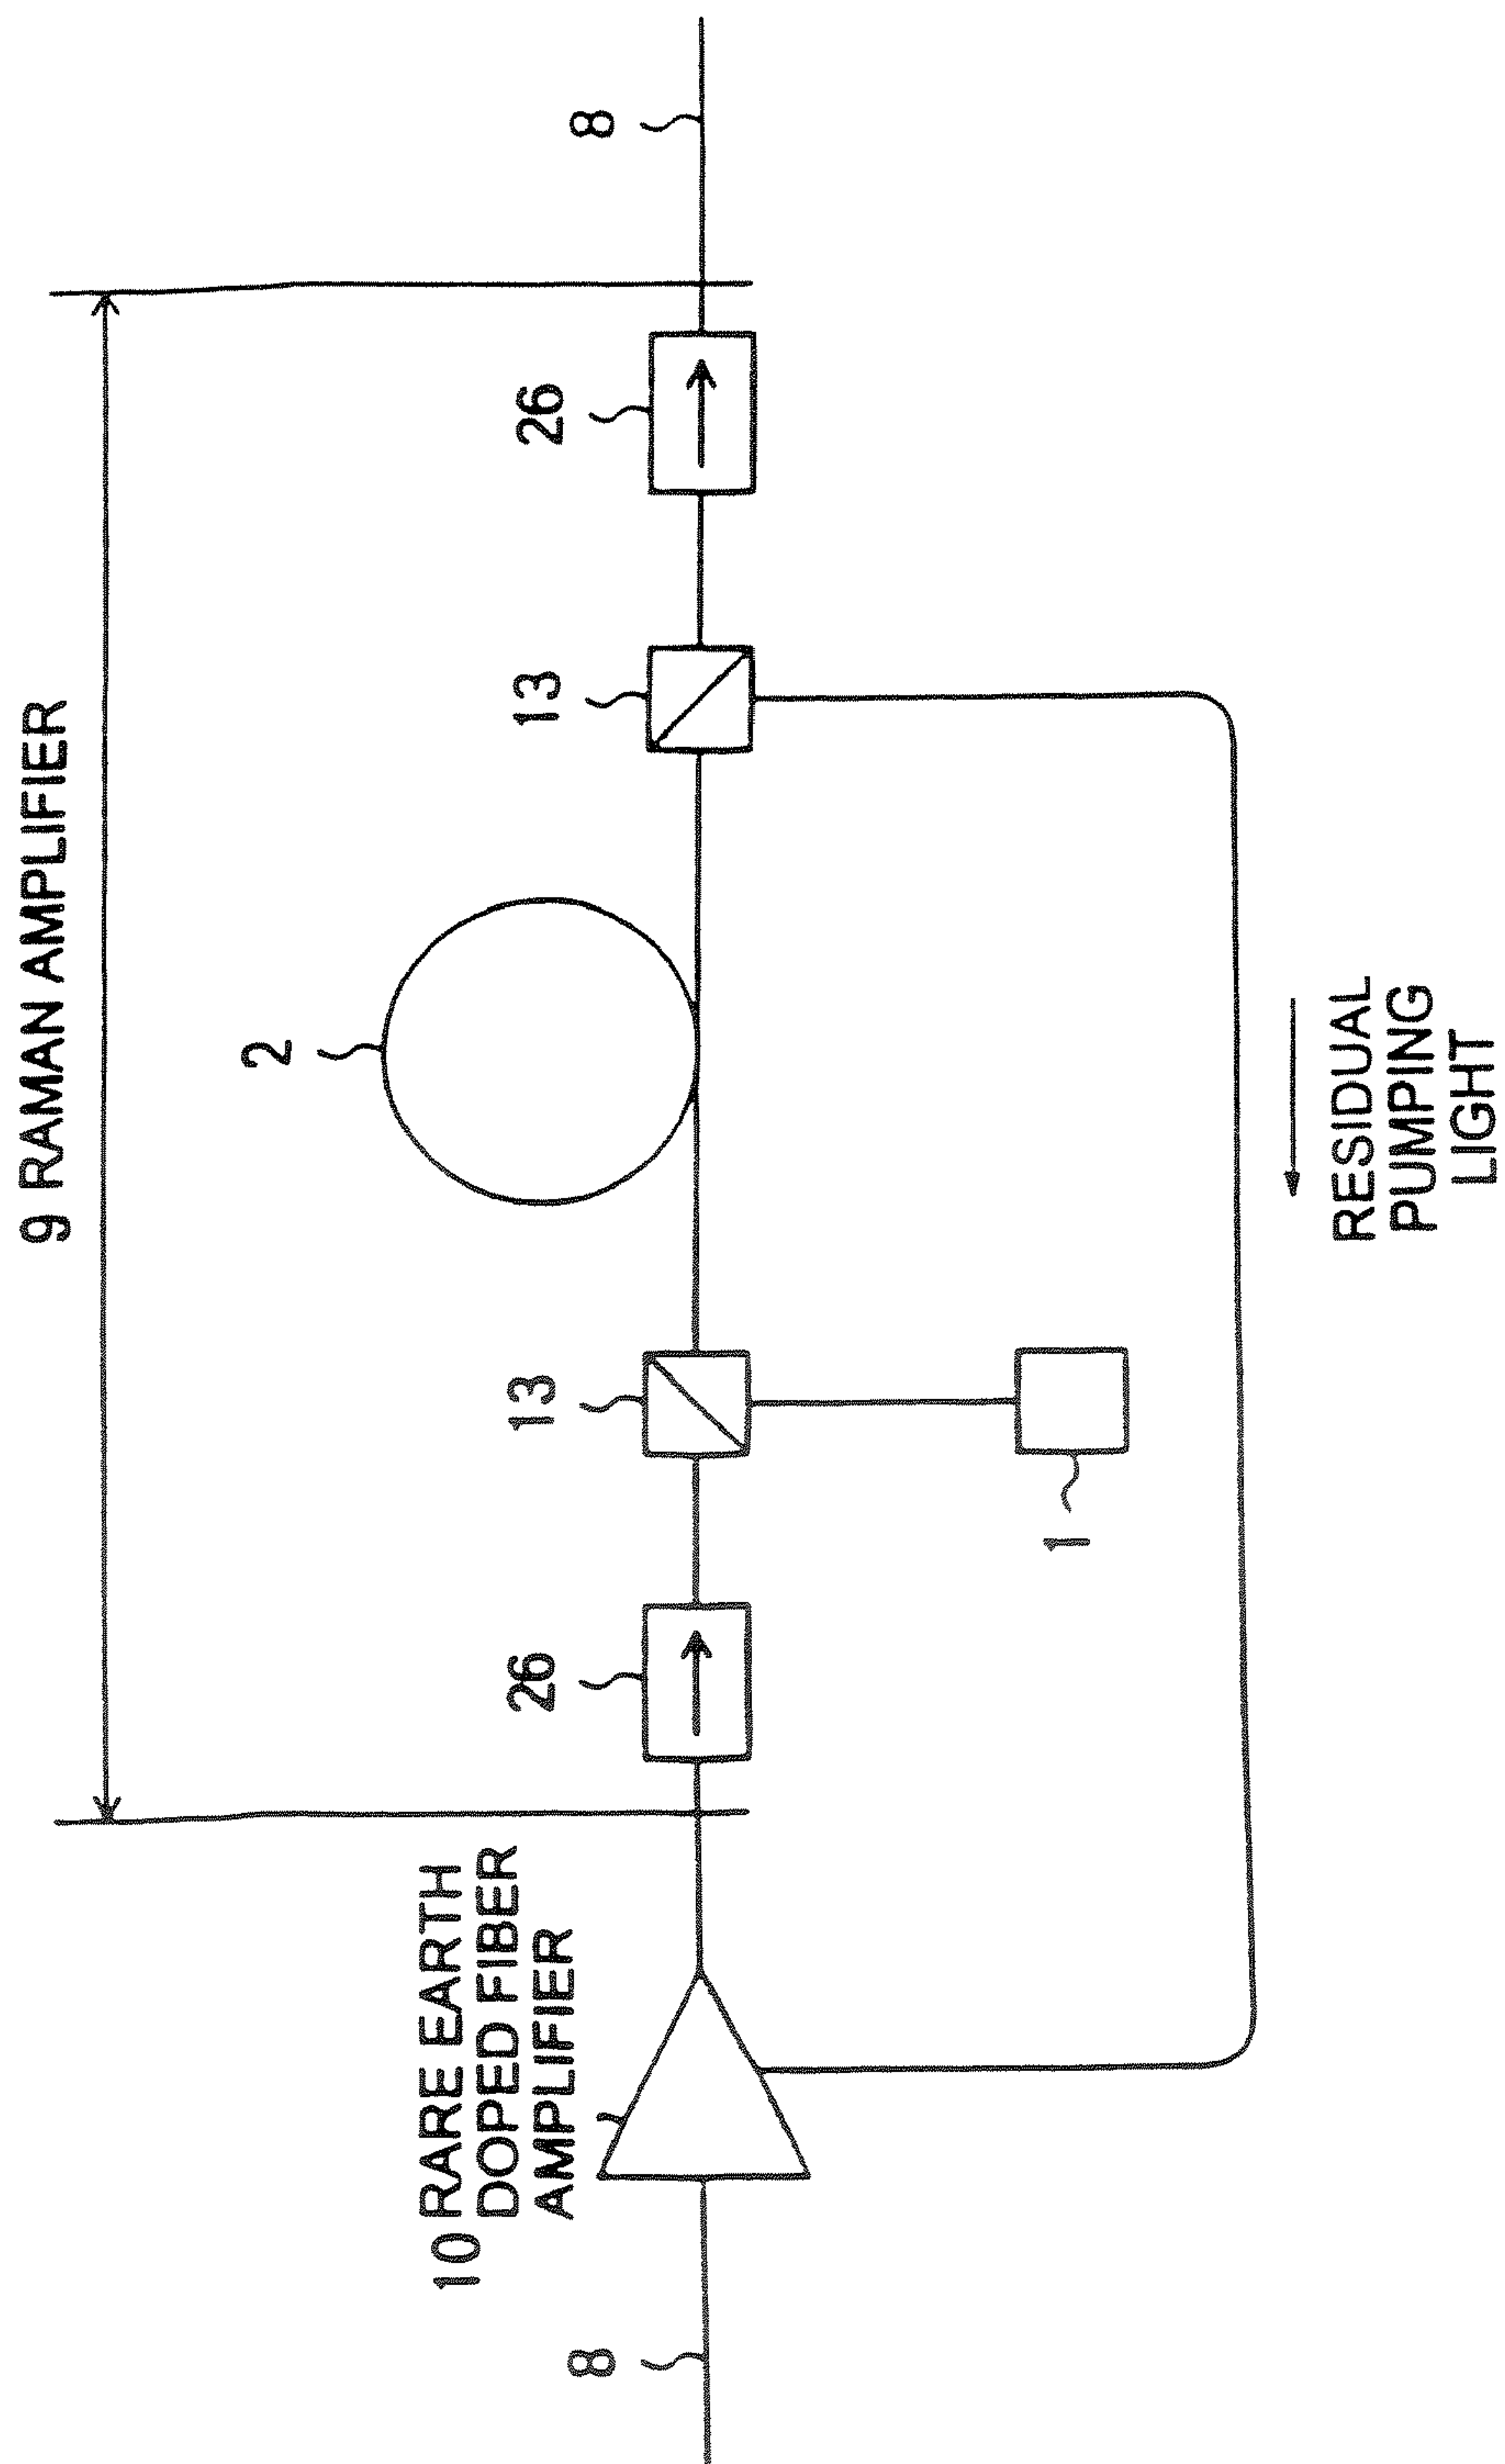 9 RAMAN AMPLIFIER
10 RARE EARTH
DOPED FIBER
AMPLIFIER
8
26
13
2
13
26
8
1
RESIDUAL
PUMPING
LIGHT